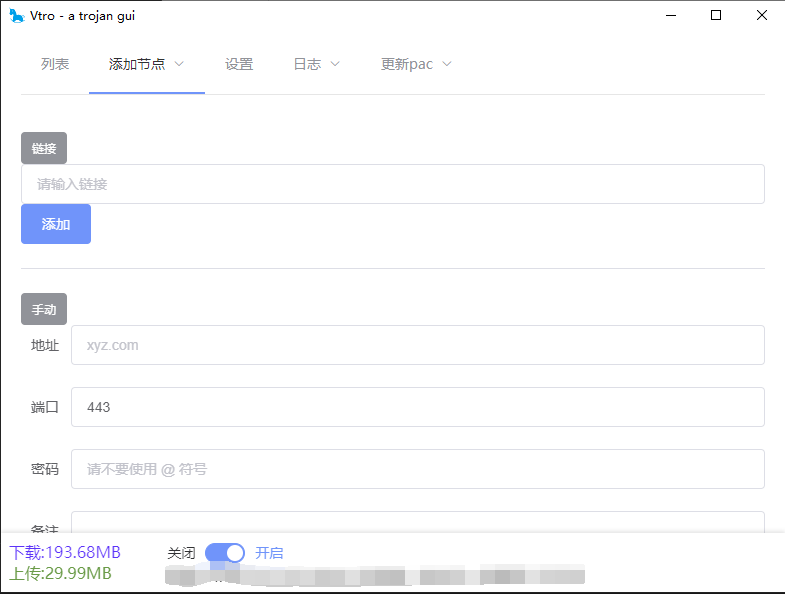 Vtro - a trojan gui
列表 添加节点 设置 日志 更新pac
链接
请输入链接
添加
手动
地址 xyz.com
端口 443
密码 请不要使用 @ 符号
备注
下载:193.68MB 关闭 开启
上传:29.99MB